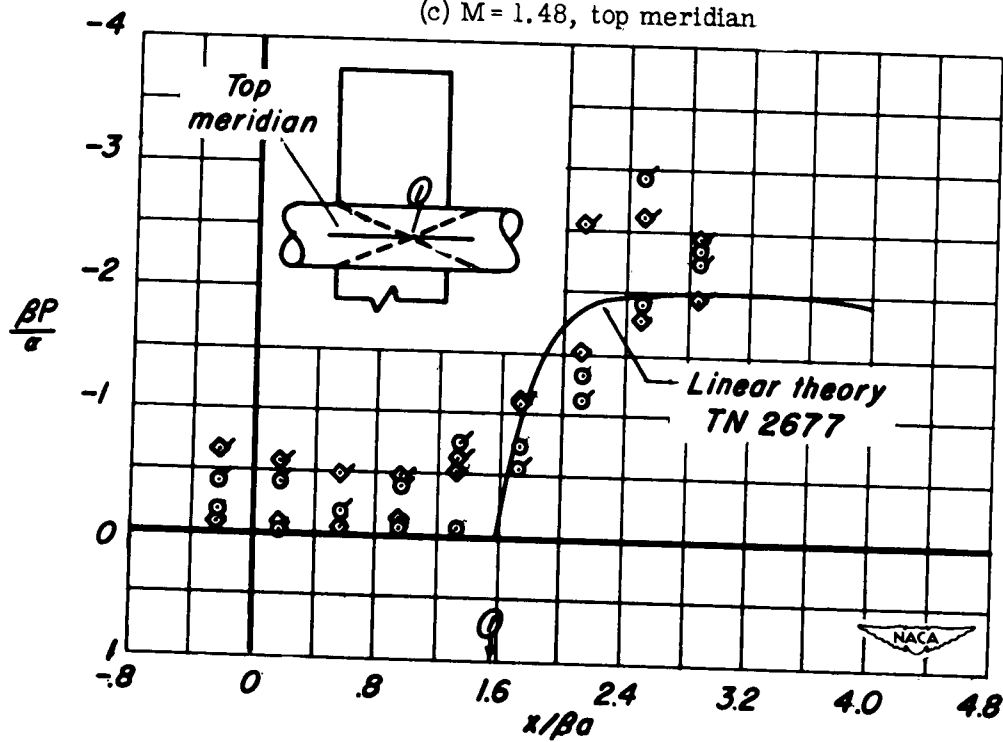 (c) M = 1.48, top meridian
-4
-3
-2
-1
0
1
βP
α
Top
meridian
Linear theory
TN 2677
NACA
-.8
0
.8
1.6
2.4
3.2
4.0
4.8
x/βa